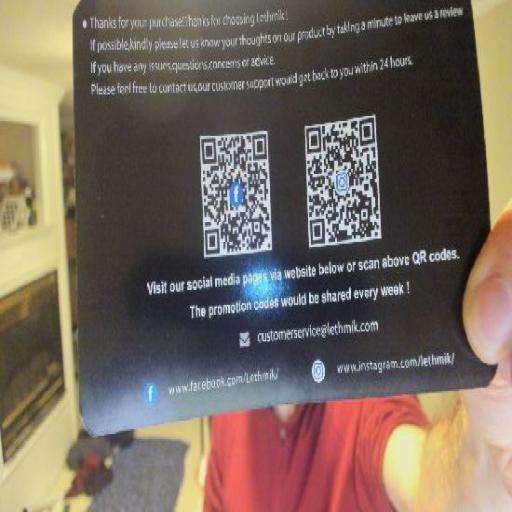 Thanks for your purchase!Thanks for choosing Lethmik!
If possible,kindly please let us know your thoughts on our product by taking a minute to leave us a review
If you have any issues,questions,concerns or advice.
Please feel free to contact us,our customer support would get back to you within 24 hours.
Visit our social media pages via website below or scan above QR codes.
The promotion codes would be shared every week !
customerservice@lethmik.com
www.facebook.com/Lethmik/
www.instagram.com/lethmik/